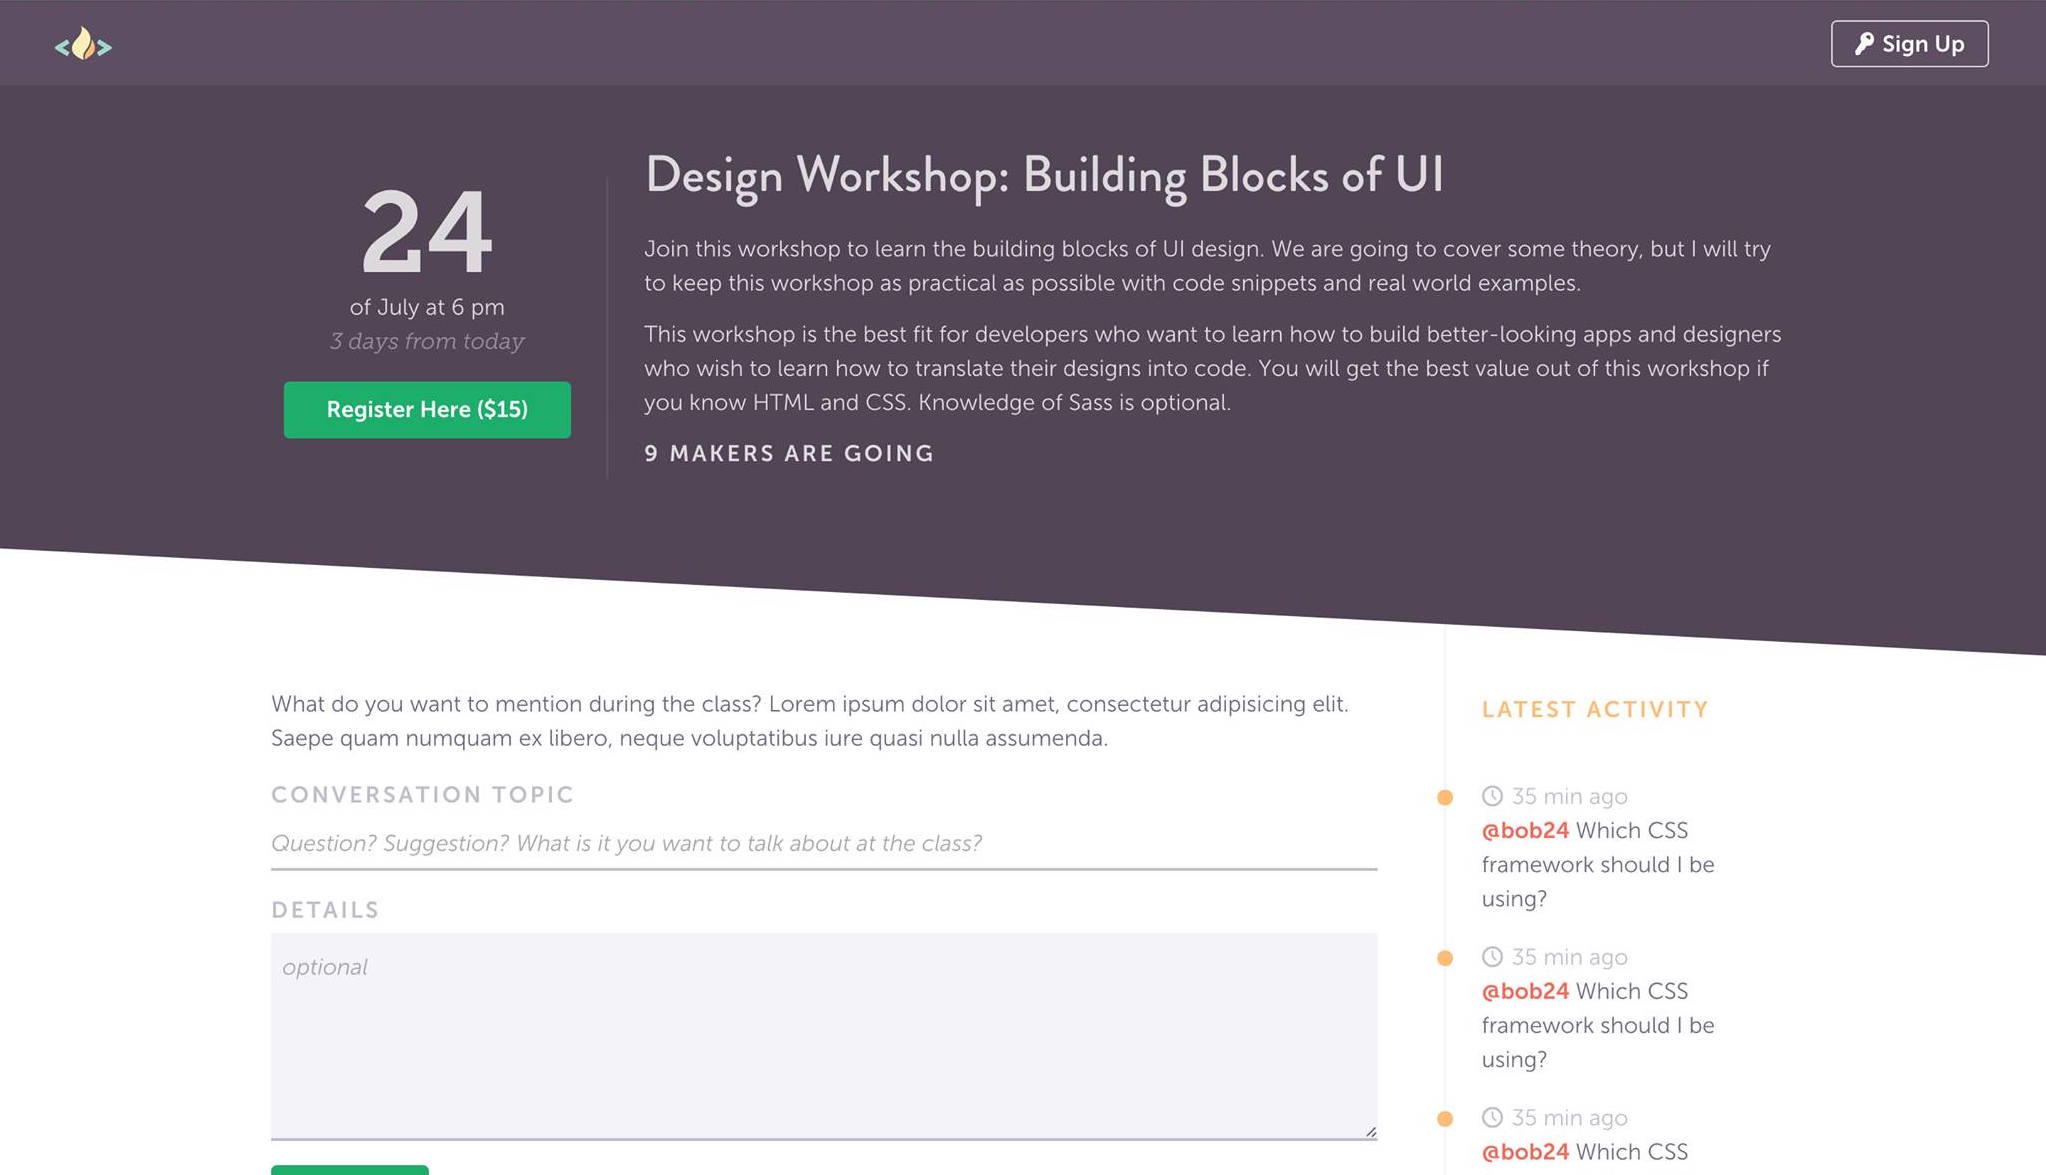 Sign Up
24
of July at 6 pm
3 days from today
Register Here ($15)
Design Workshop: Building Blocks of UI
Join this workshop to learn the building blocks of UI design. We are going to cover some theory, but I will try
to keep this workshop as practical as possible with code snippets and real world examples.
This workshop is the best fit for developers who want to learn how to build better-looking apps and designers
who wish to learn how to translate their designs into code. You will get the best value out of this workshop if
you know HTML and CSS. Knowledge of Sass is optional.
9 MAKERS ARE GOING
What do you want to mention during the class? Lorem ipsum dolor sit amet, consectetur adipisicing elit.
Saepe quam numquam ex libero, neque voluptatibus iure quasi nulla assumenda.
CONVERSATION TOPIC
Question? Suggestion? What is it you want to talk about at the class?
DETAILS
optional
LATEST ACTIVITY
35 min ago
@bob24 Which CSS
framework should I be
using?
35 min ago
@bob24 Which CSS
framework should I be
using?
35 min ago
@bob24 Which CSS